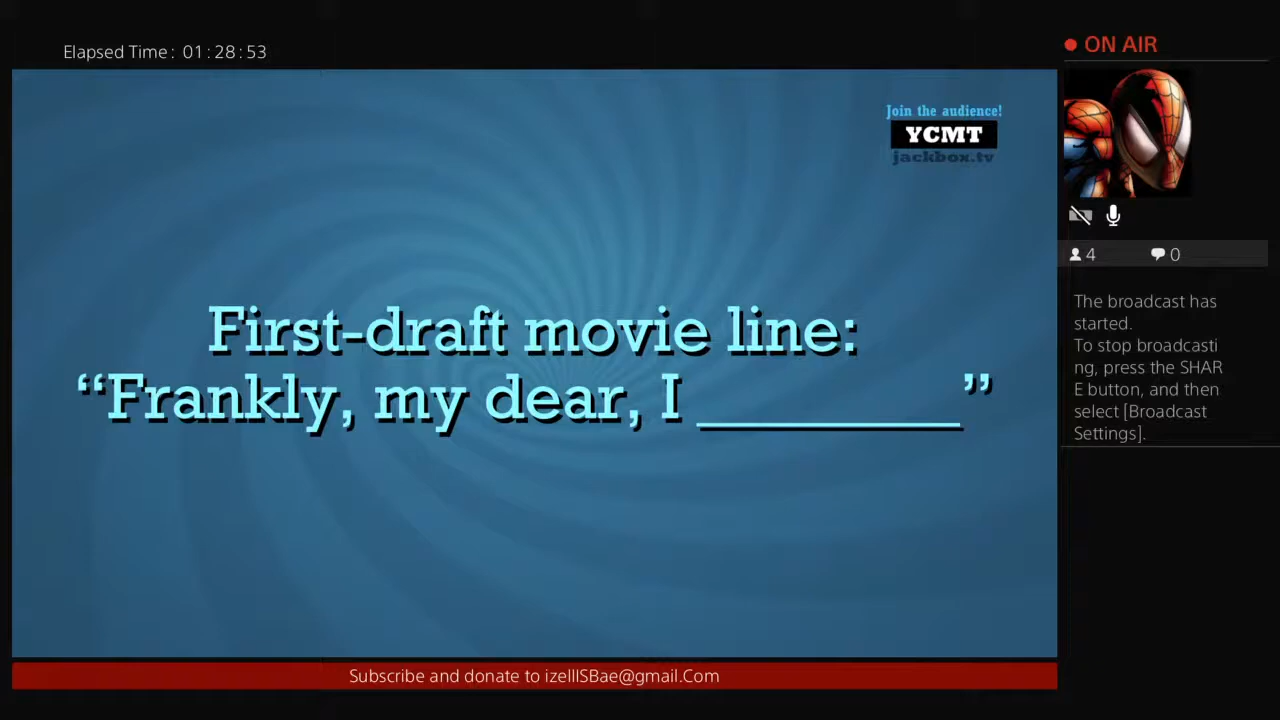 Elapsed Time: 01:28:53
ON AIR
Join the audience!
YCMT
jackbox.tv
4
0
First-draft movie line:
“Frankly, my dear, I ________”
The broadcast has
started.
To stop broadcasti
ng, press the SHAR
E button, and then
select [Broadcast
Settings].
Subscribe and donate to izellISBae@gmail.Com